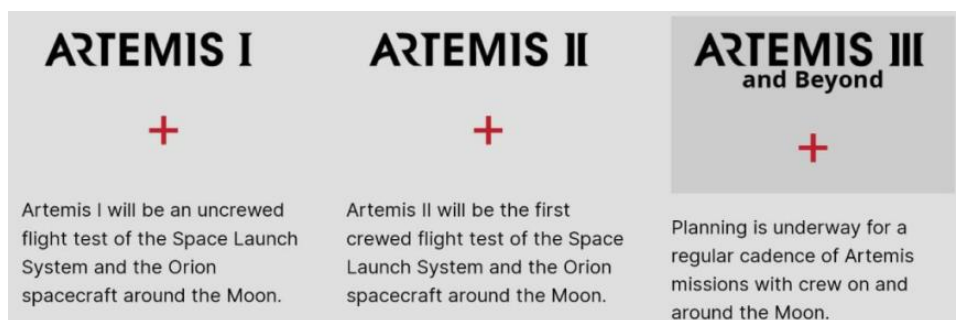 ARTEMIS I
Artemis I will be an uncrewed
flight test of the Space Launch
System and the Orion
spacecraft around the Moon.
ARTEMIS II
Artemis II will be the first
crewed flight test of the Space
Launch System and the Orion
spacecraft around the Moon.
ARTEMIS III
and Beyond
Planning is underway for a
regular cadence of Artemis
missions with crew on and
around the Moon.